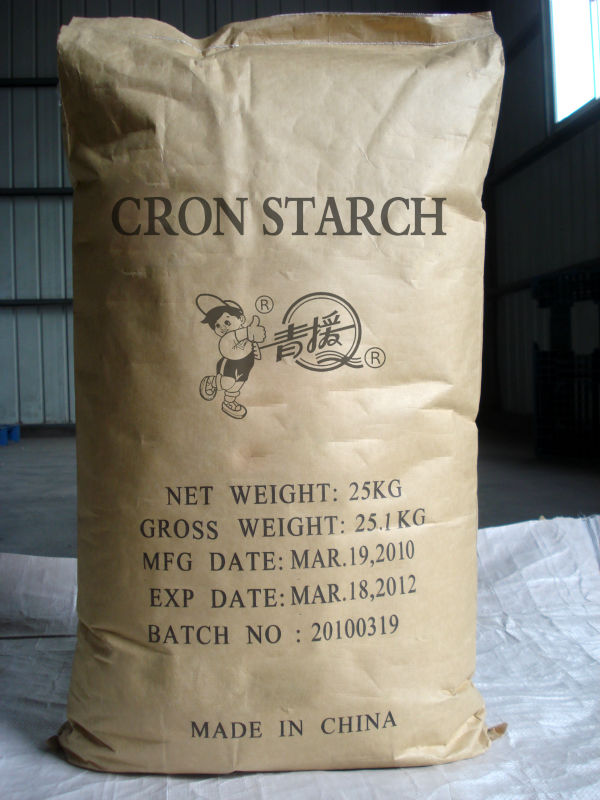 CRON STARCH
® 青援 ®
NET WEIGHT: 25KG
GROSS WEIGHT: 25.1KG
MFG DATE: MAR.19,2010
EXP DATE: MAR.18,2012
BATCH NO : 20100319
MADE IN CHINA